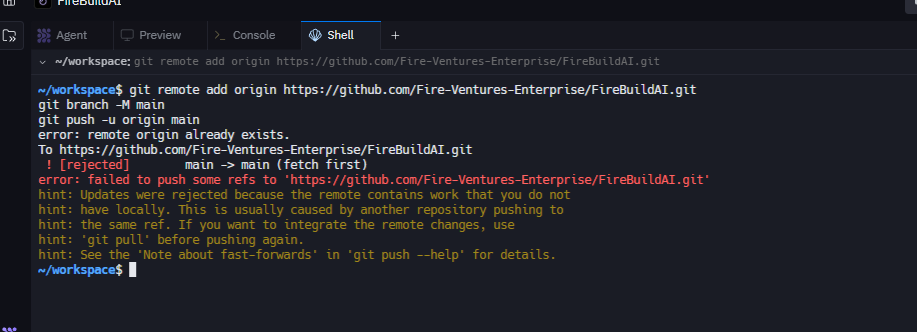 FireBuildAI
Agent
Preview
Console
Shell
~/workspace: git remote add origin https://github.com/Fire-Ventures-Enterprise/FireBuildAI.git
~/workspace$ git remote add origin https://github.com/Fire-Ventures-Enterprise/FireBuildAI.git
git branch -M main
git push -u origin main
error: remote origin already exists.
To https://github.com/Fire-Ventures-Enterprise/FireBuildAI.git
 ! [rejected]        main -> main (fetch first)
error: failed to push some refs to 'https://github.com/Fire-Ventures-Enterprise/FireBuildAI.git'
hint: Updates were rejected because the remote contains work that you do not
hint: have locally. This is usually caused by another repository pushing to
hint: the same ref. If you want to integrate the remote changes, use
hint: 'git pull' before pushing again.
hint: See the 'Note about fast-forwards' in 'git push --help' for details.
~/workspace$